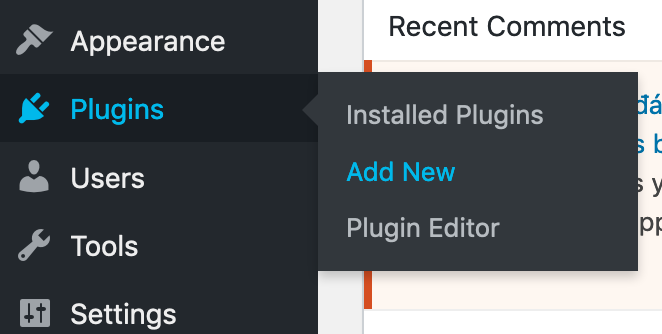 Appearance
Plugins
Users
Tools
Settings
Installed Plugins
Add New
Plugin Editor
Recent Comments